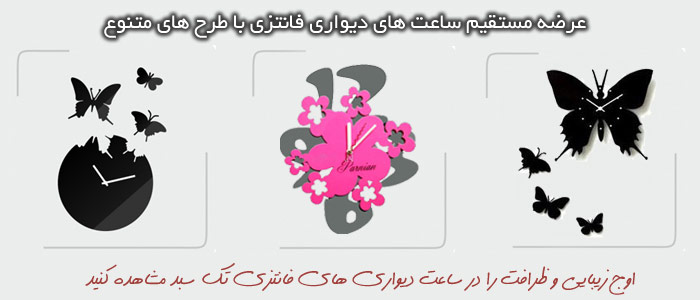 عرضه مستقیم ساعت های دیواری فانتزی با طرح های متنوع
Parnian
اوج زیبایی و ظرافت را در ساعت دیواری های فانتزی تک سبد مشاهده کنید